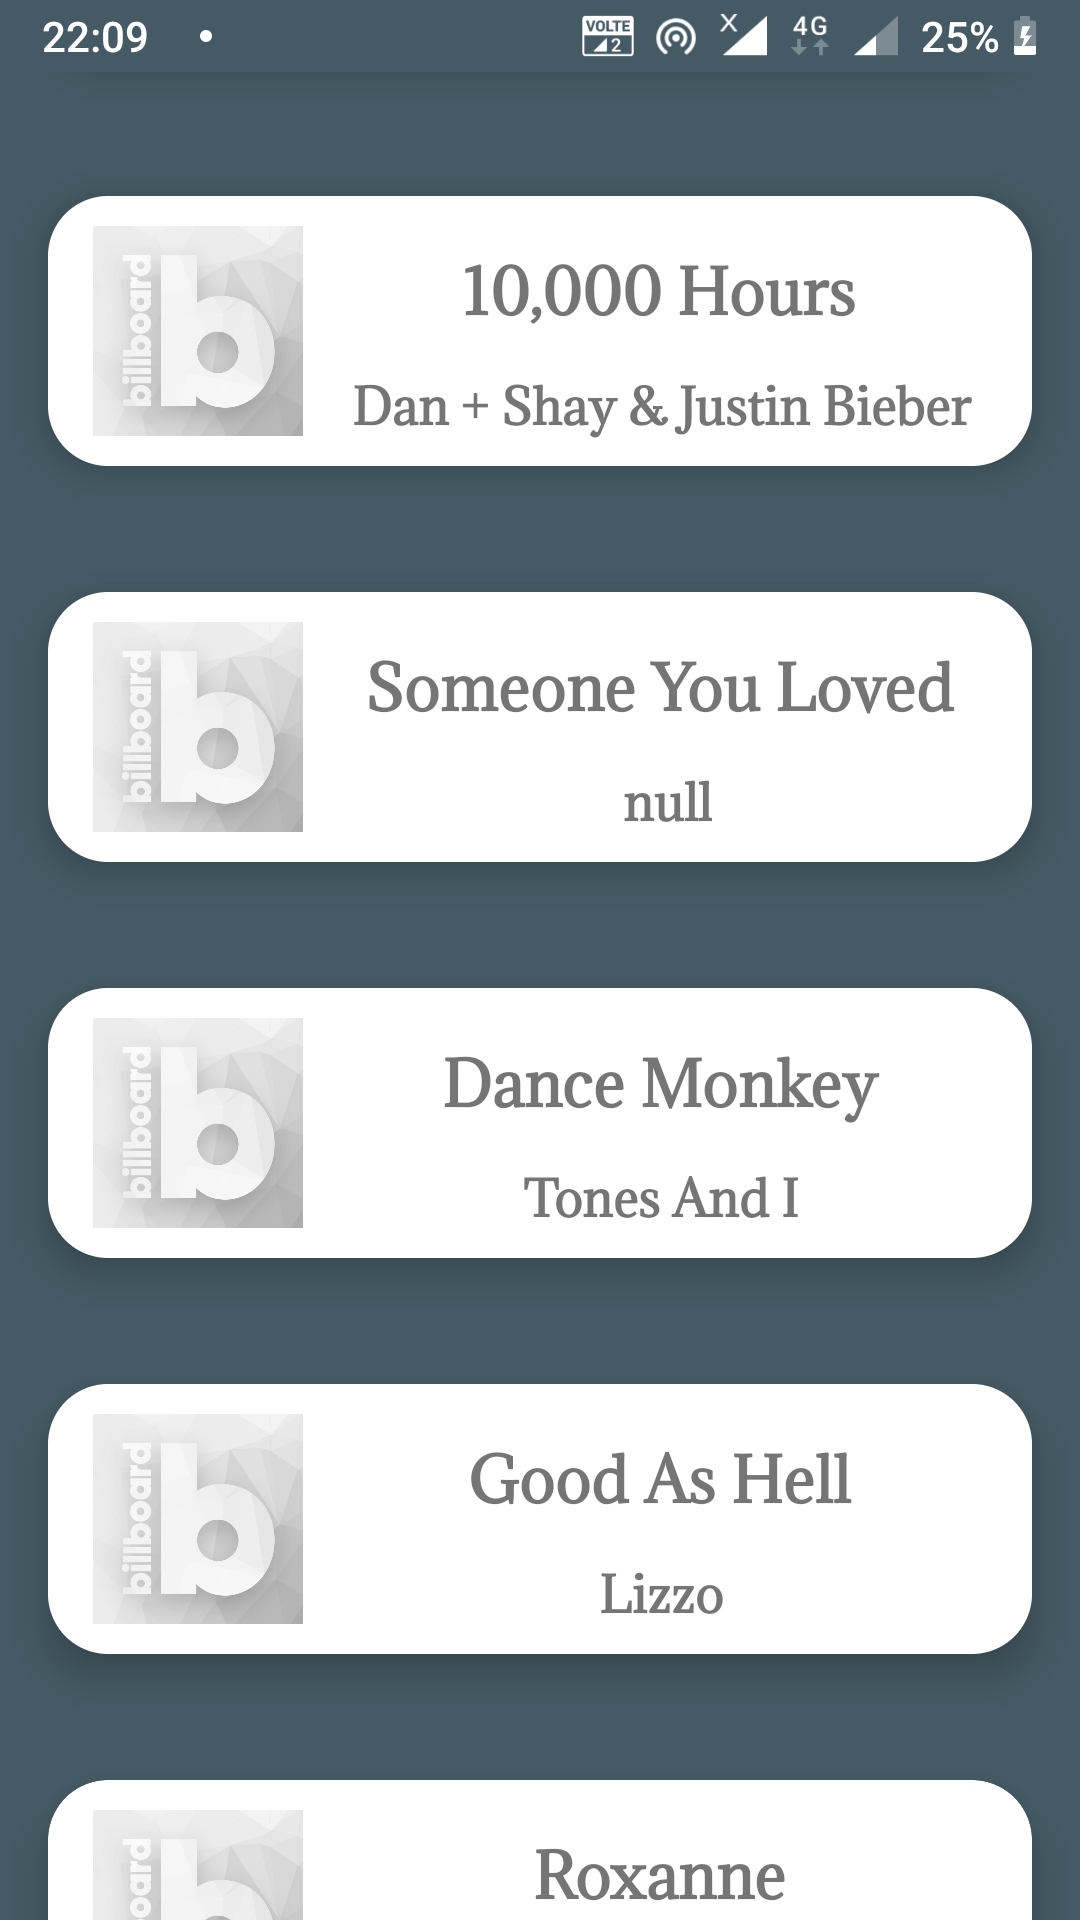 22:09 VOLTE 2 X 4G 25%
billboard b
10,000 Hours
Dan + Shay & Justin Bieber
billboard b
Someone You Loved
null
billboard b
Dance Monkey
Tones And I
billboard b
Good As Hell
Lizzo
Roxanne